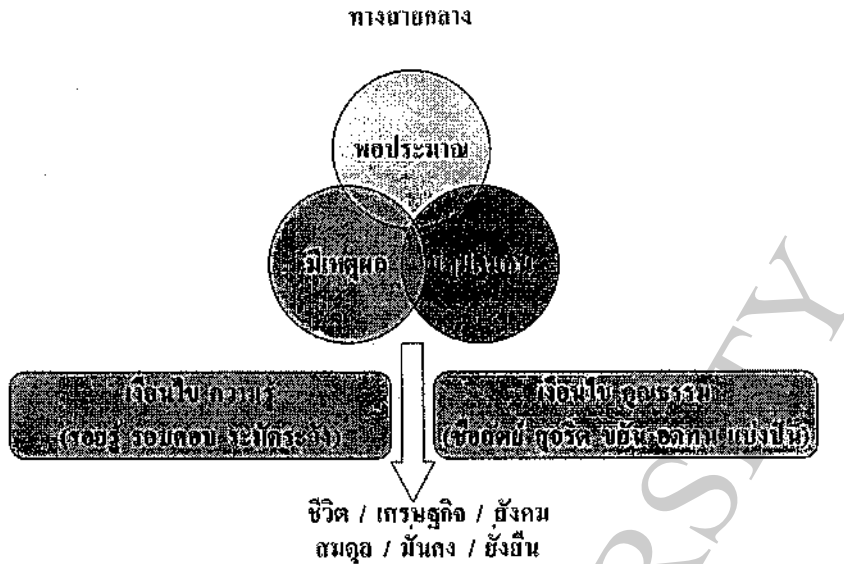 ทางสายกลาง
พอประมาณ
มีเหตุผล
เงื่อนไข ความรู้
(รอบรู้ รอบคอบ ระมัดระวัง)
เงื่อนไข คุณธรรม
(ซื่อสัตย์ สุจริต ขยัน อดทน แบ่งปัน)
ชีวิต / เศรษฐกิจ / สังคม
สมดุล / มั่นคง / ยั่งยืน
RSITY